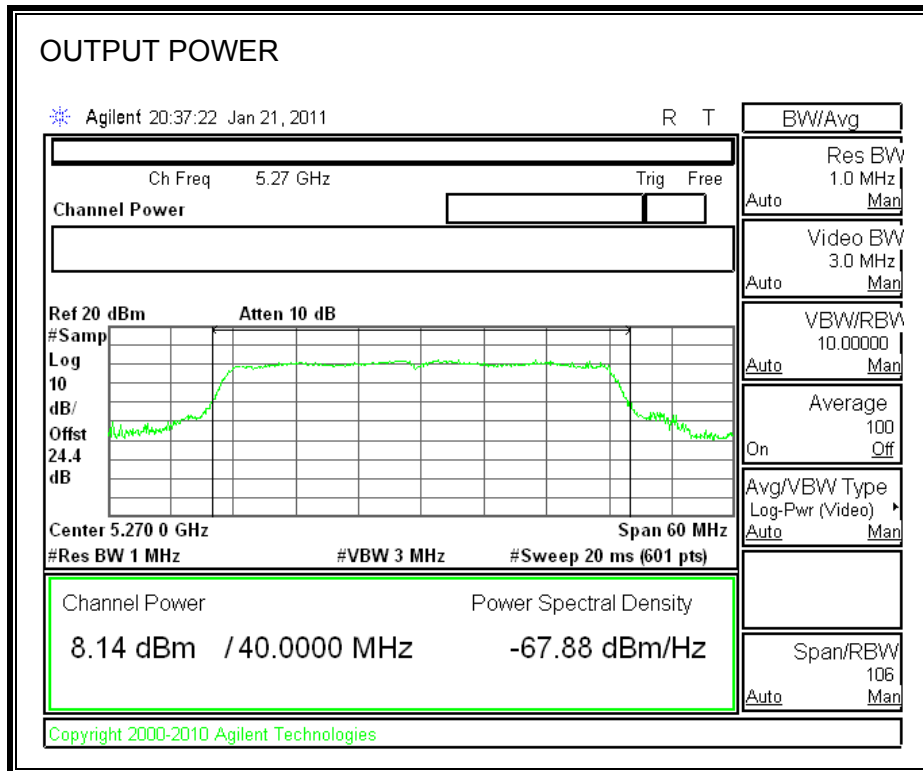 OUTPUT POWER
Agilent 20:37:22 Jan 21, 2011 R T
Ch Freq 5.27 GHz Trig Free
Channel Power
Ref 20 dBm Atten 10 dB
#Samp
Log
10
dB/
Offst
24.4
dB
Center 5.270 0 GHz Span 60 MHz
#Res BW 1 MHz #VBW 3 MHz #Sweep 20 ms (601 pts)
Channel Power Power Spectral Density
8.14 dBm / 40.0000 MHz -67.88 dBm/Hz
Copyright 2000-2010 Agilent Technologies
BW/Avg
Res BW
1.0 MHz
Auto Man
Video BW
3.0 MHz
Auto Man
VBW/RBW
10.00000
Auto Man
Average
100
On Off
Avg/VBW Type
Log-Pwr (Video)
Auto Man
Span/RBW
106
Auto Man